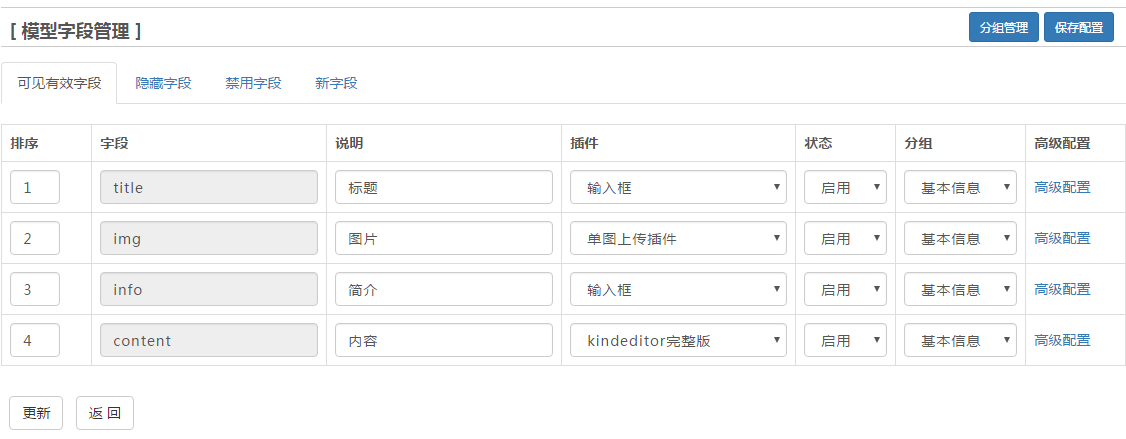 [ 模型字段管理 ] 分组管理 保存配置
可见有效字段 隐藏字段 禁用字段 新字段
排序 字段 说明 插件 状态 分组 高级配置
1 title 标题 输入框 启用 基本信息 高级配置
2 img 图片 单图上传插件 启用 基本信息 高级配置
3 info 简介 输入框 启用 基本信息 高级配置
4 content 内容 kindeditor完整版 启用 基本信息 高级配置
更新 返 回